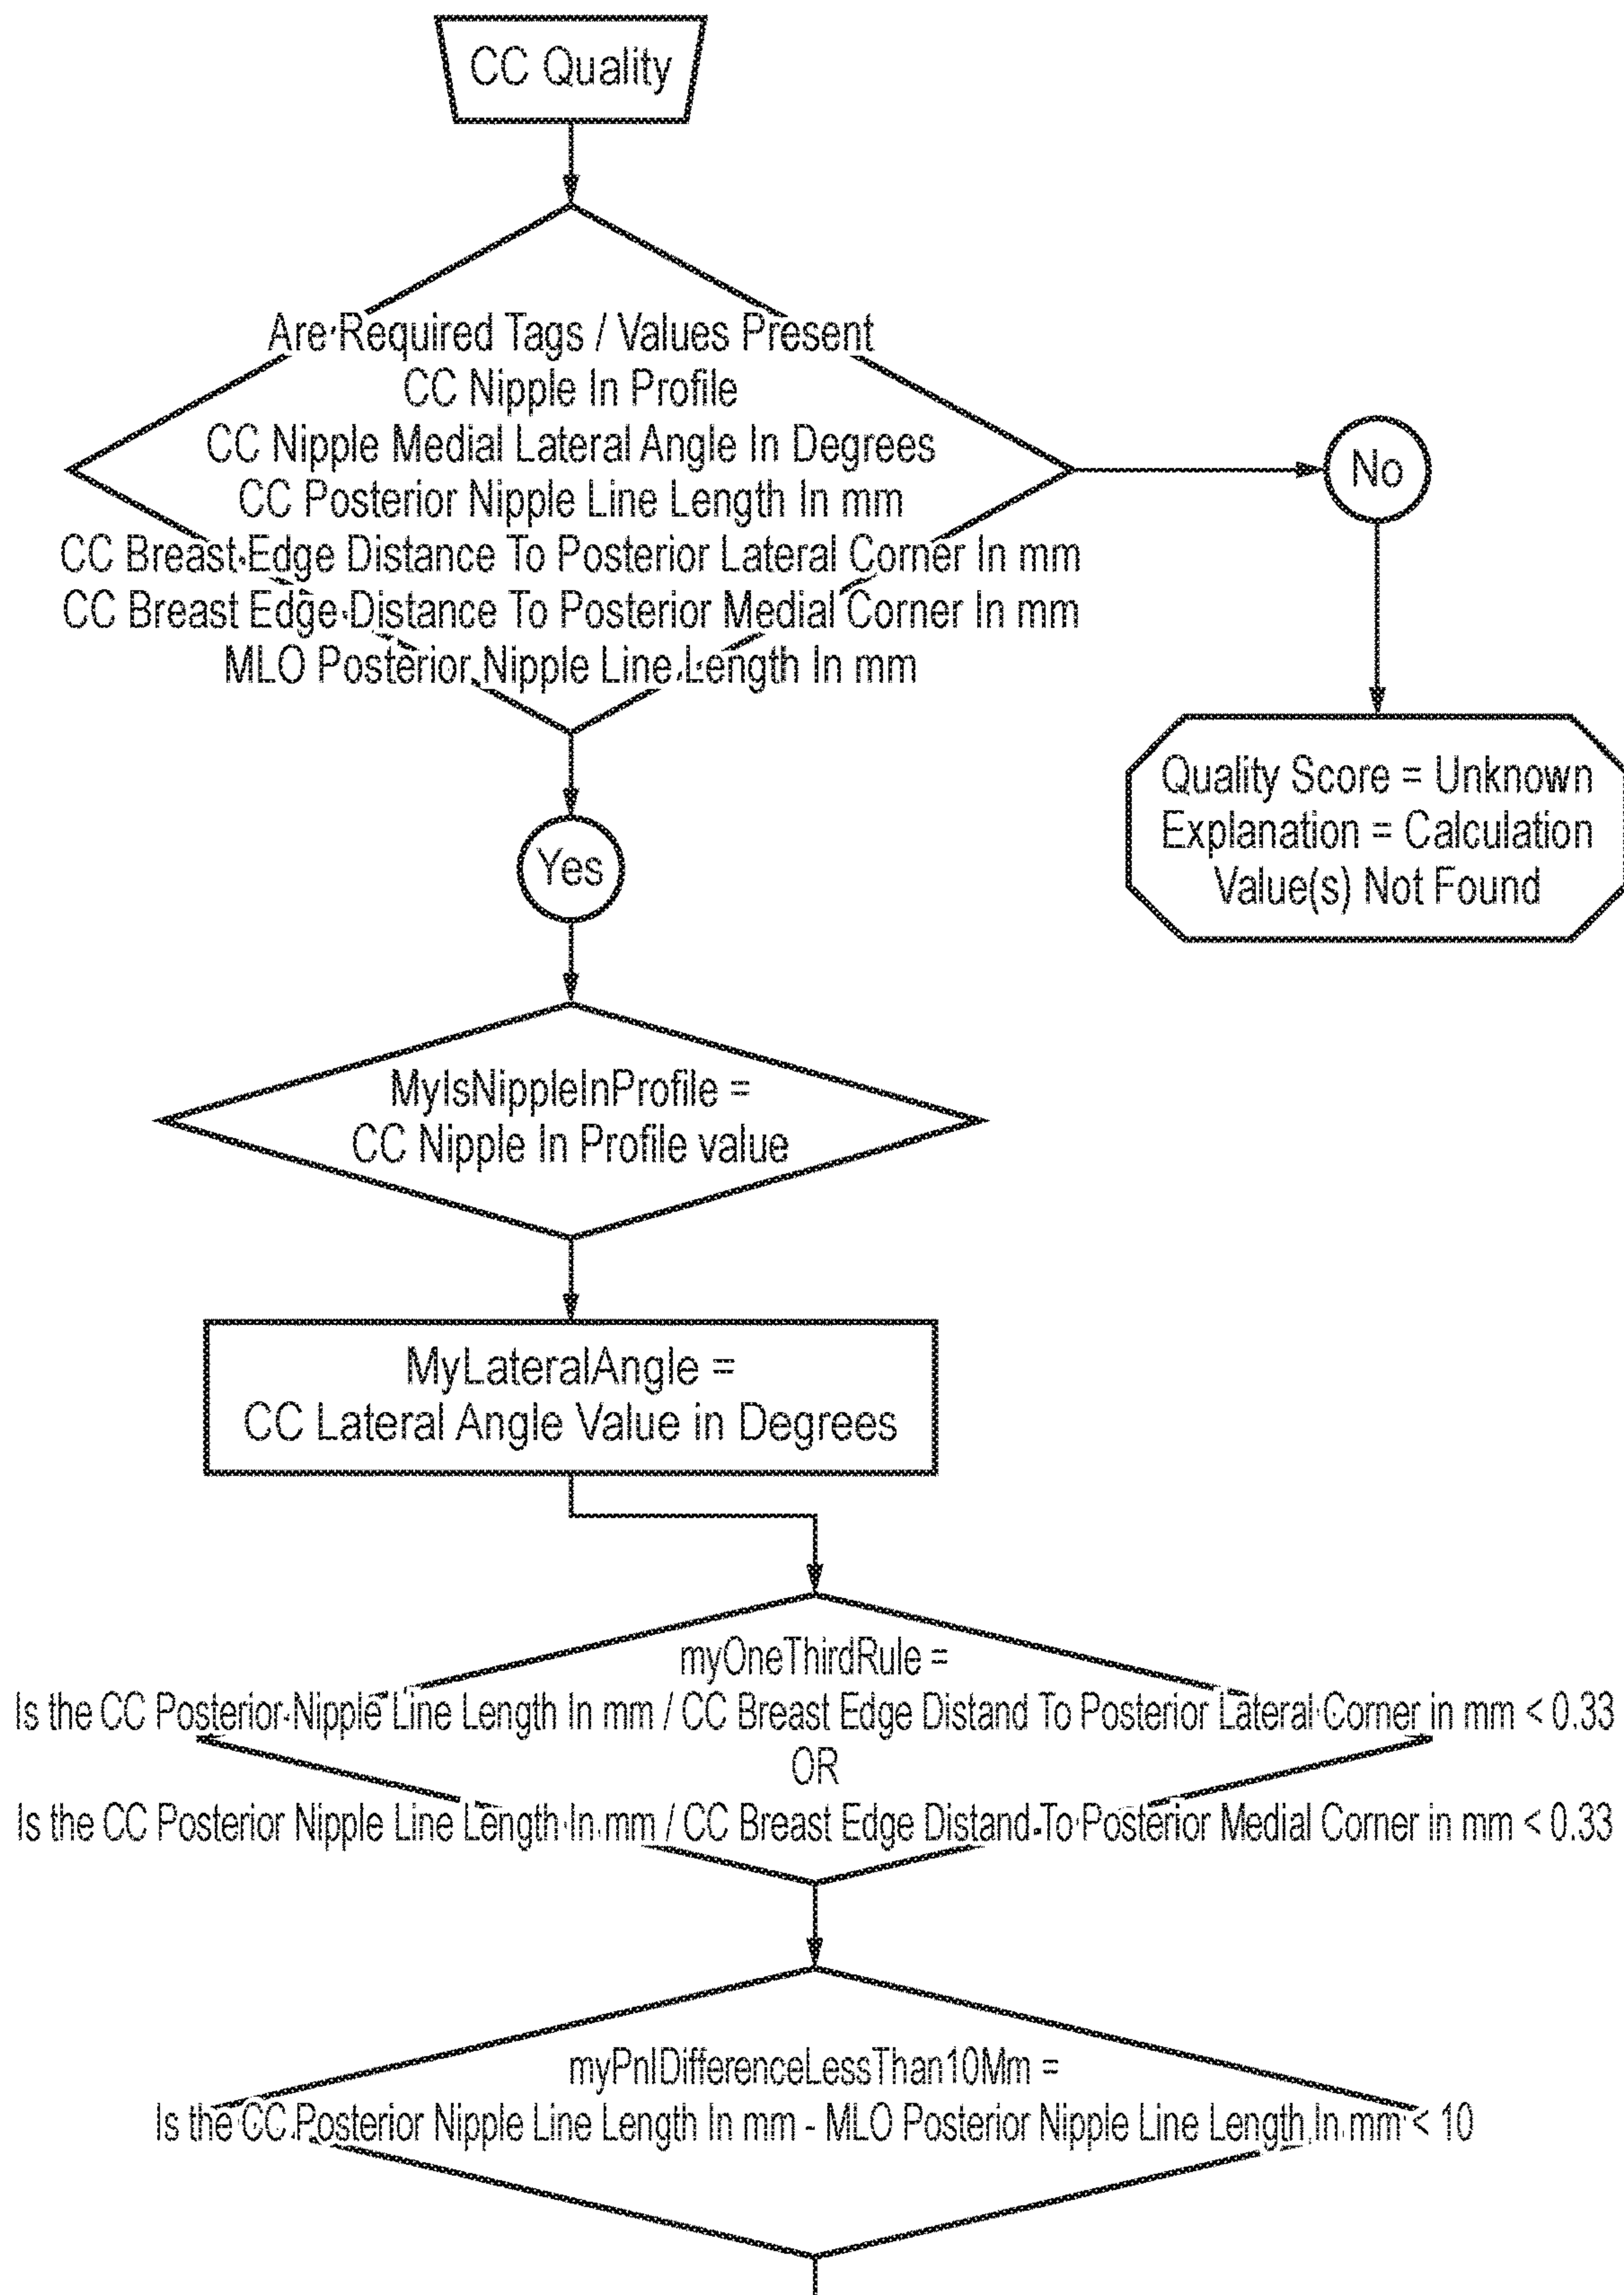 CC Quality
Are Required Tags / Values Present
CC Nipple In Profile
CC Nipple Medial Lateral Angle In Degrees
CC Posterior Nipple Line Length In mm
CC Breast Edge Distance To Posterior Lateral Corner In mm
CC Breast Edge Distance To Posterior Medial Corner In mm
MLO Posterior Nipple Line Length In mm
No
Quality Score = Unknown
Explanation = Calculation
Value(s) Not Found
Yes
MyIsNippleInProfile =
CC Nipple In Profile value
MyLateralAngle =
CC Lateral Angle Value in Degrees
myOneThirdRule =
Is the CC Posterior Nipple Line Length In mm / CC Breast Edge Distand To Posterior Lateral Corner in mm < 0.33
OR
Is the CC Posterior Nipple Line Length In mm / CC Breast Edge Distand To Posterior Medial Corner in mm < 0.33
myPnlDifferenceLessThan10Mm =
Is the CC Posterior Nipple Line Length In mm - MLO Posterior Nipple Line Length In mm < 10